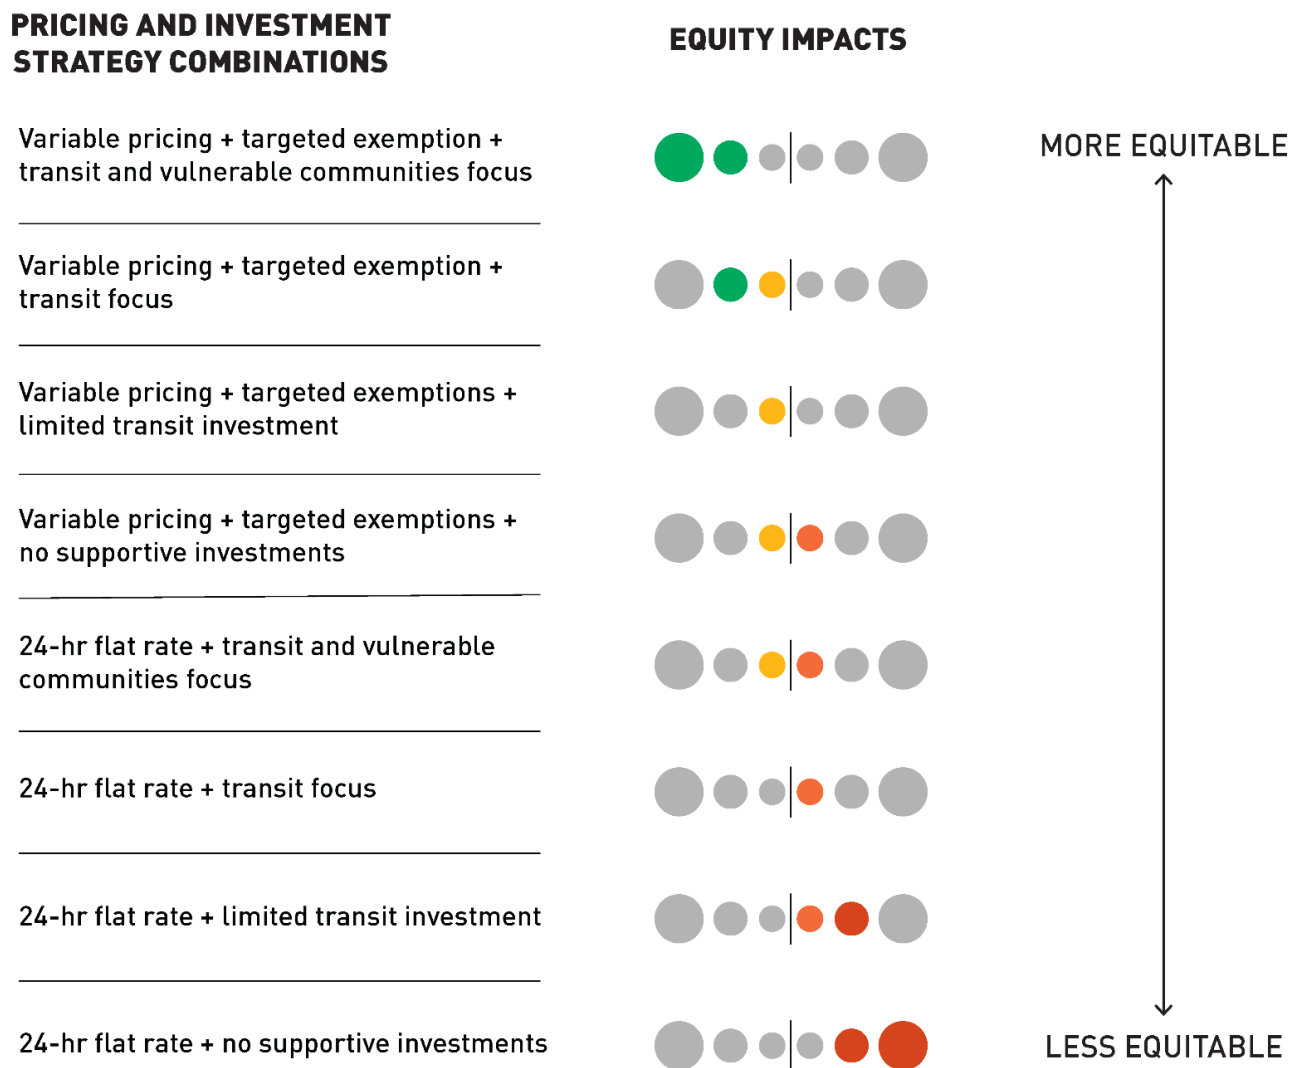 PRICING AND INVESTMENT
STRATEGY COMBINATIONS
EQUITY IMPACTS
Variable pricing + targeted exemption +
transit and vulnerable communities focus
MORE EQUITABLE
Variable pricing + targeted exemption +
transit focus
Variable pricing + targeted exemptions +
limited transit investment
Variable pricing + targeted exemptions +
no supportive investments
24-hr flat rate + transit and vulnerable
communities focus
24-hr flat rate + transit focus
24-hr flat rate + limited transit investment
24-hr flat rate + no supportive investments
LESS EQUITABLE